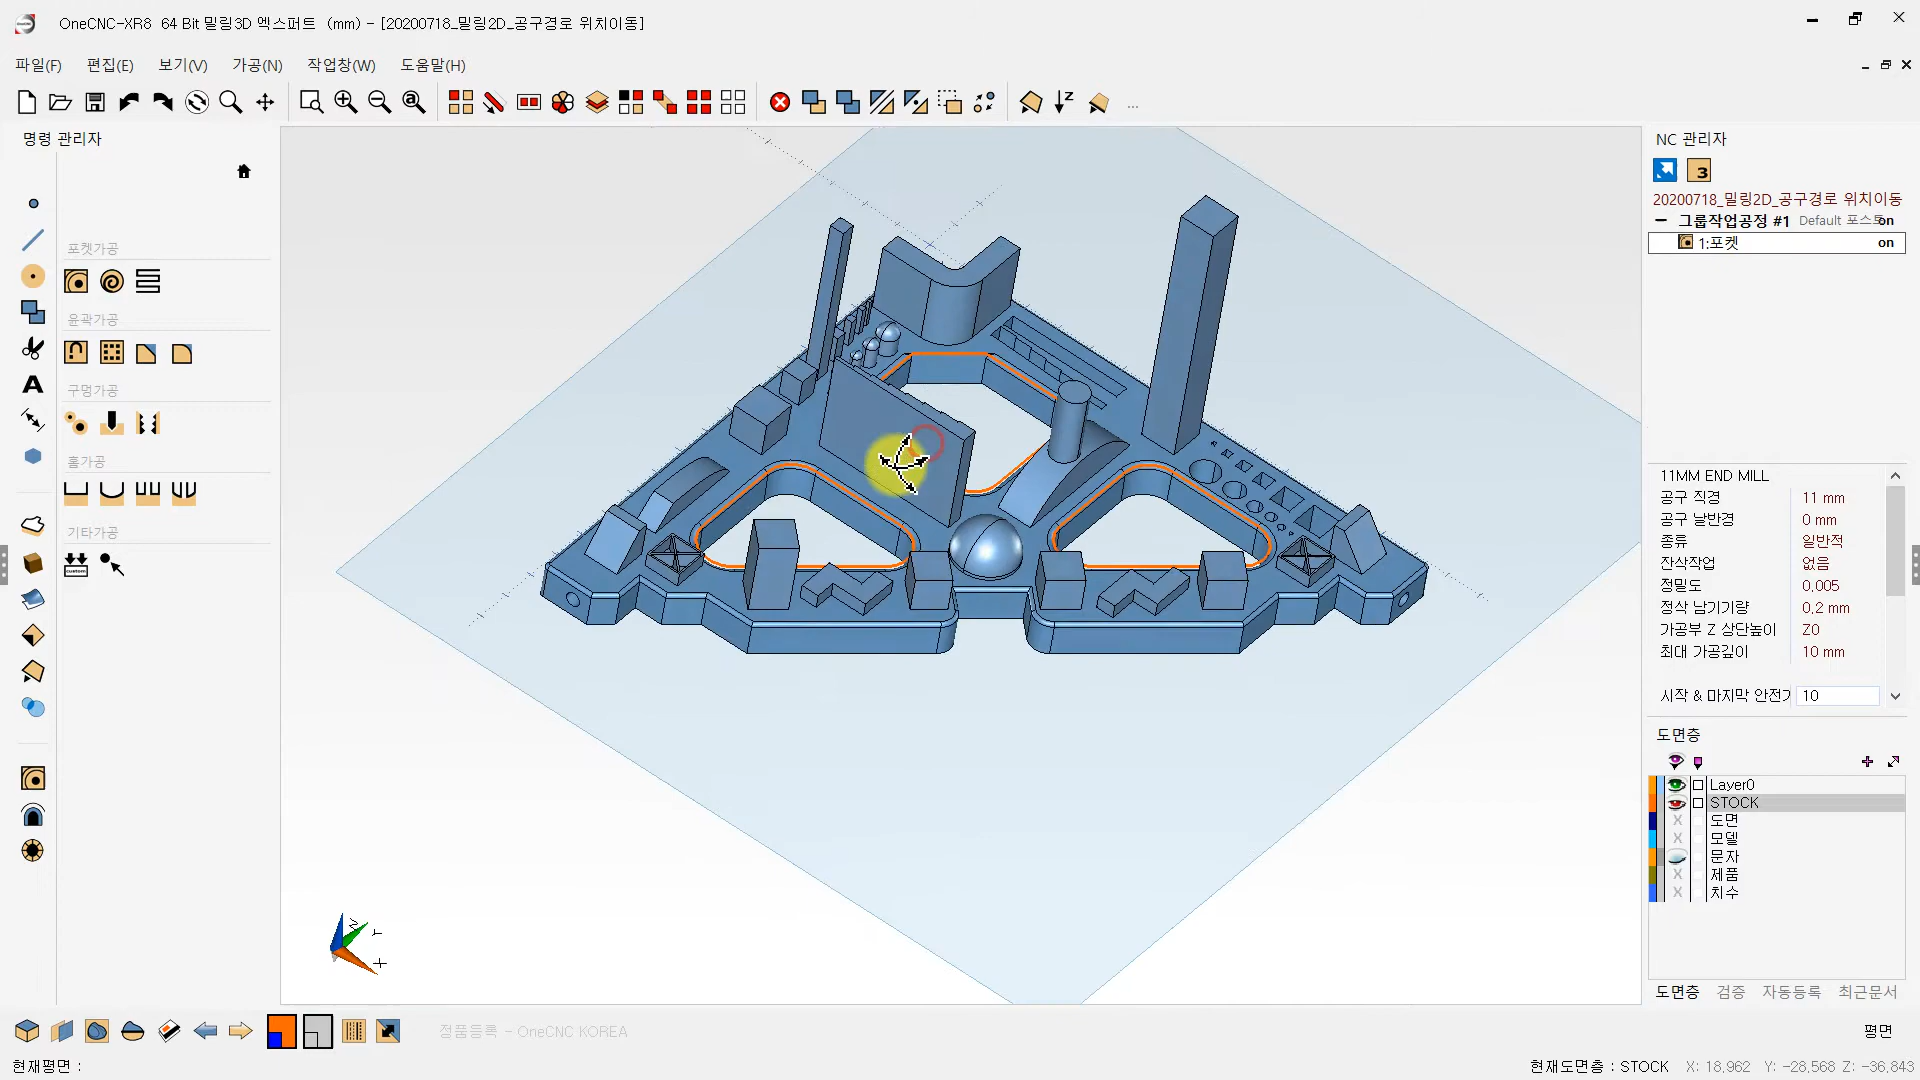 OneCNC-XR8 64 Bit 밀링3D 엑스퍼트 (mm) - [20200718_밀링2D_공구경로 위치이동]
파일(F) 편집(E) 보기(V) 가공(N) 작업창(W) 도움말(H)
명령 관리자
포켓가공
윤곽가공
구멍가공
홈가공
기타가공
NC 관리자
3
20200718_밀링2D_공구경로 위치이동
그룹작업공정 #1 Default 포스트 on
1:포켓 on
11MM END MILL
공구 직경 11 mm
공구 날반경 0 mm
종류 일반적
잔삭작업 없음
정밀도 0.005
정삭 남기기량 0.2 mm
가공부 Z 상단높이 Z0
최대 가공깊이 10 mm
시작 & 마지막 안전기 10
도면층
Layer0
STOCK
도면
모델
문자
제품
치수
도면층 검증 자동등록 최근문서
정품등록 - OneCNC KOREA
평면
현재평면 :
현재도면층 : STOCK X: 18.962 Y: -28.568 Z: -36.843